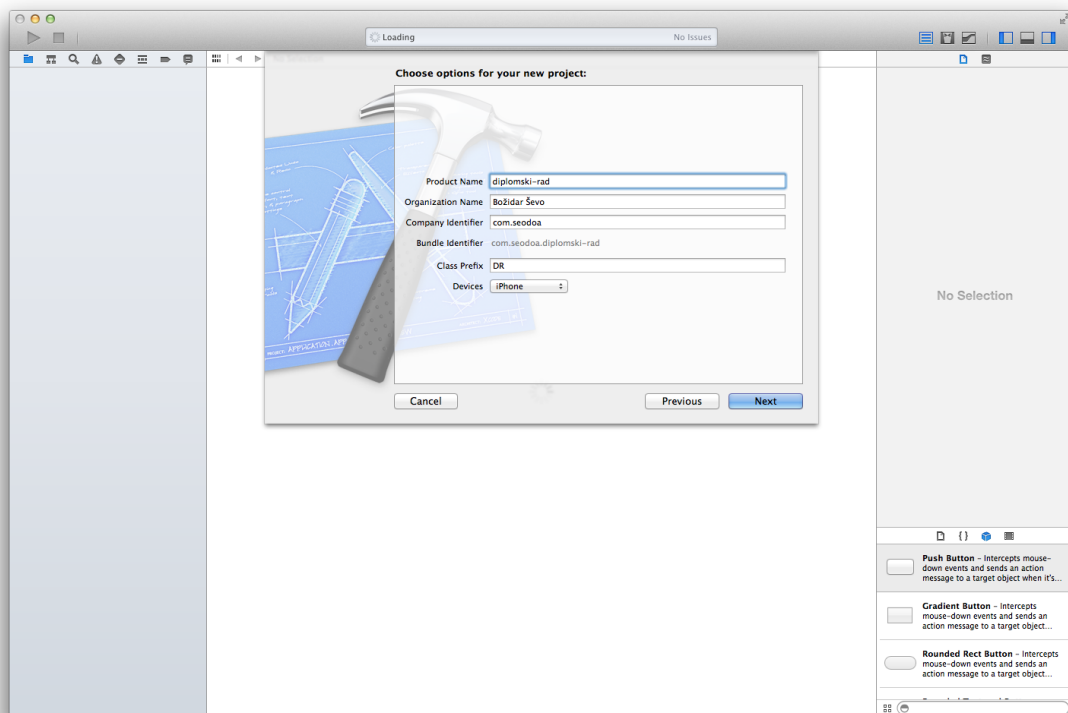 Loading
No Issues
Choose options for your new project:
Product Name diplomski-rad
Organization Name Božidar Ševo
Company Identifier com.seodoa
Bundle Identifier com.seodoa.diplomski-rad
Class Prefix DR
Devices iPhone
Cancel
Previous
Next
APPLICATION
No Selection
Push Button - Intercepts mouse-
down events and sends an action
message to a target object when it's...
Gradient Button - Intercepts
mouse-down events and sends an
action message to a target object...
Rounded Rect Button - Intercepts
mouse-down events and sends an
action message to a target object...